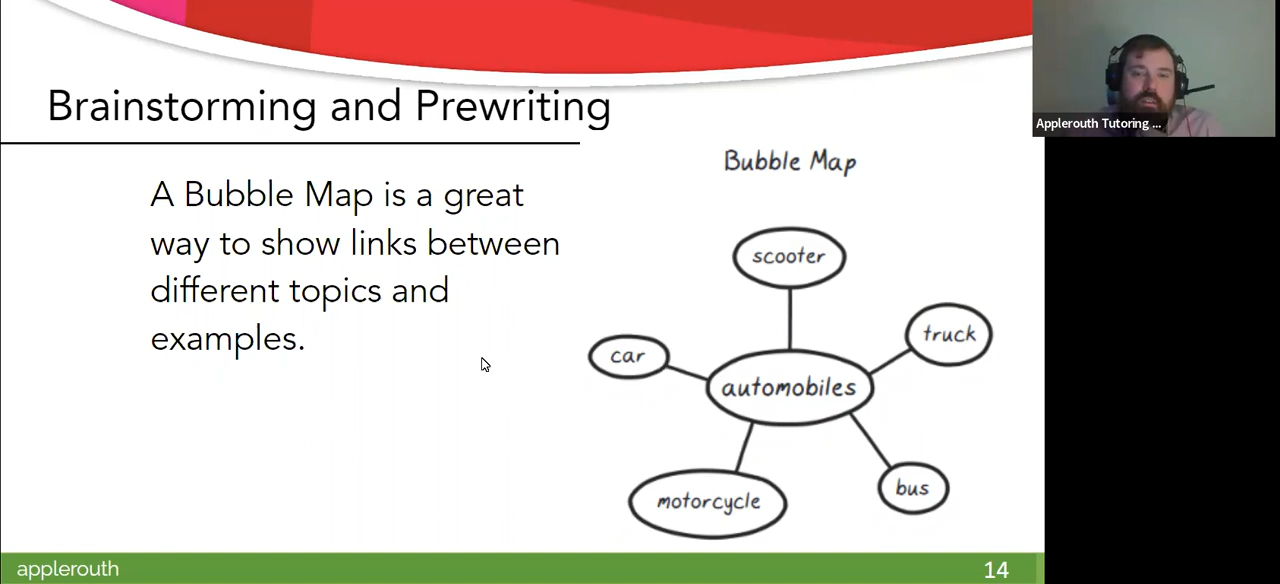 Brainstorming and Prewriting
A Bubble Map is a great
way to show links between
different topics and
examples.
Bubble Map
scooter
truck
car
automobiles
motorcycle
bus
Applerouth Tutoring ...
applerouth
14